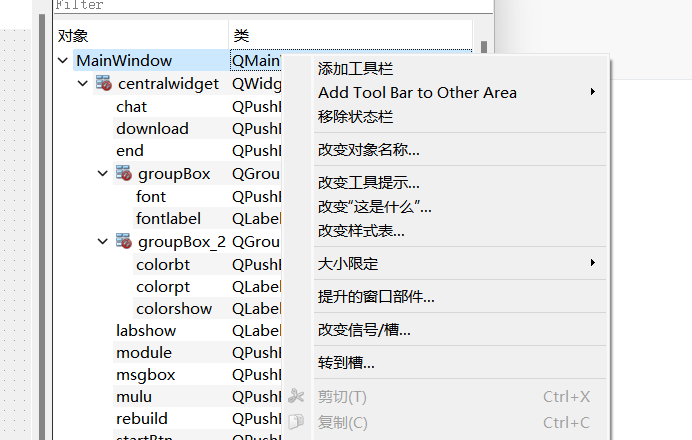 Filter
对象 类
MainWindow QMain
centralwidget QWidg
chat QPushI
download QPushI
end QPushI
groupBox QGrou
font QPushI
fontlabel QLabel
groupBox_2 QGrou
colorbt QPushI
colorpt QLabel
colorshow QLabel
labshow QLabel
module QPushI
msgbox QPushI
mulu QPushI
rebuild QPushI
startBtn QPushI
添加工具栏
Add Tool Bar to Other Area
移除状态栏
改变对象名称...
改变工具提示...
改变“这是什么”...
改变样式表...
大小限定
提升的窗口部件...
改变信号/槽...
转到槽...
剪切(T) Ctrl+X
复制(C) Ctrl+C